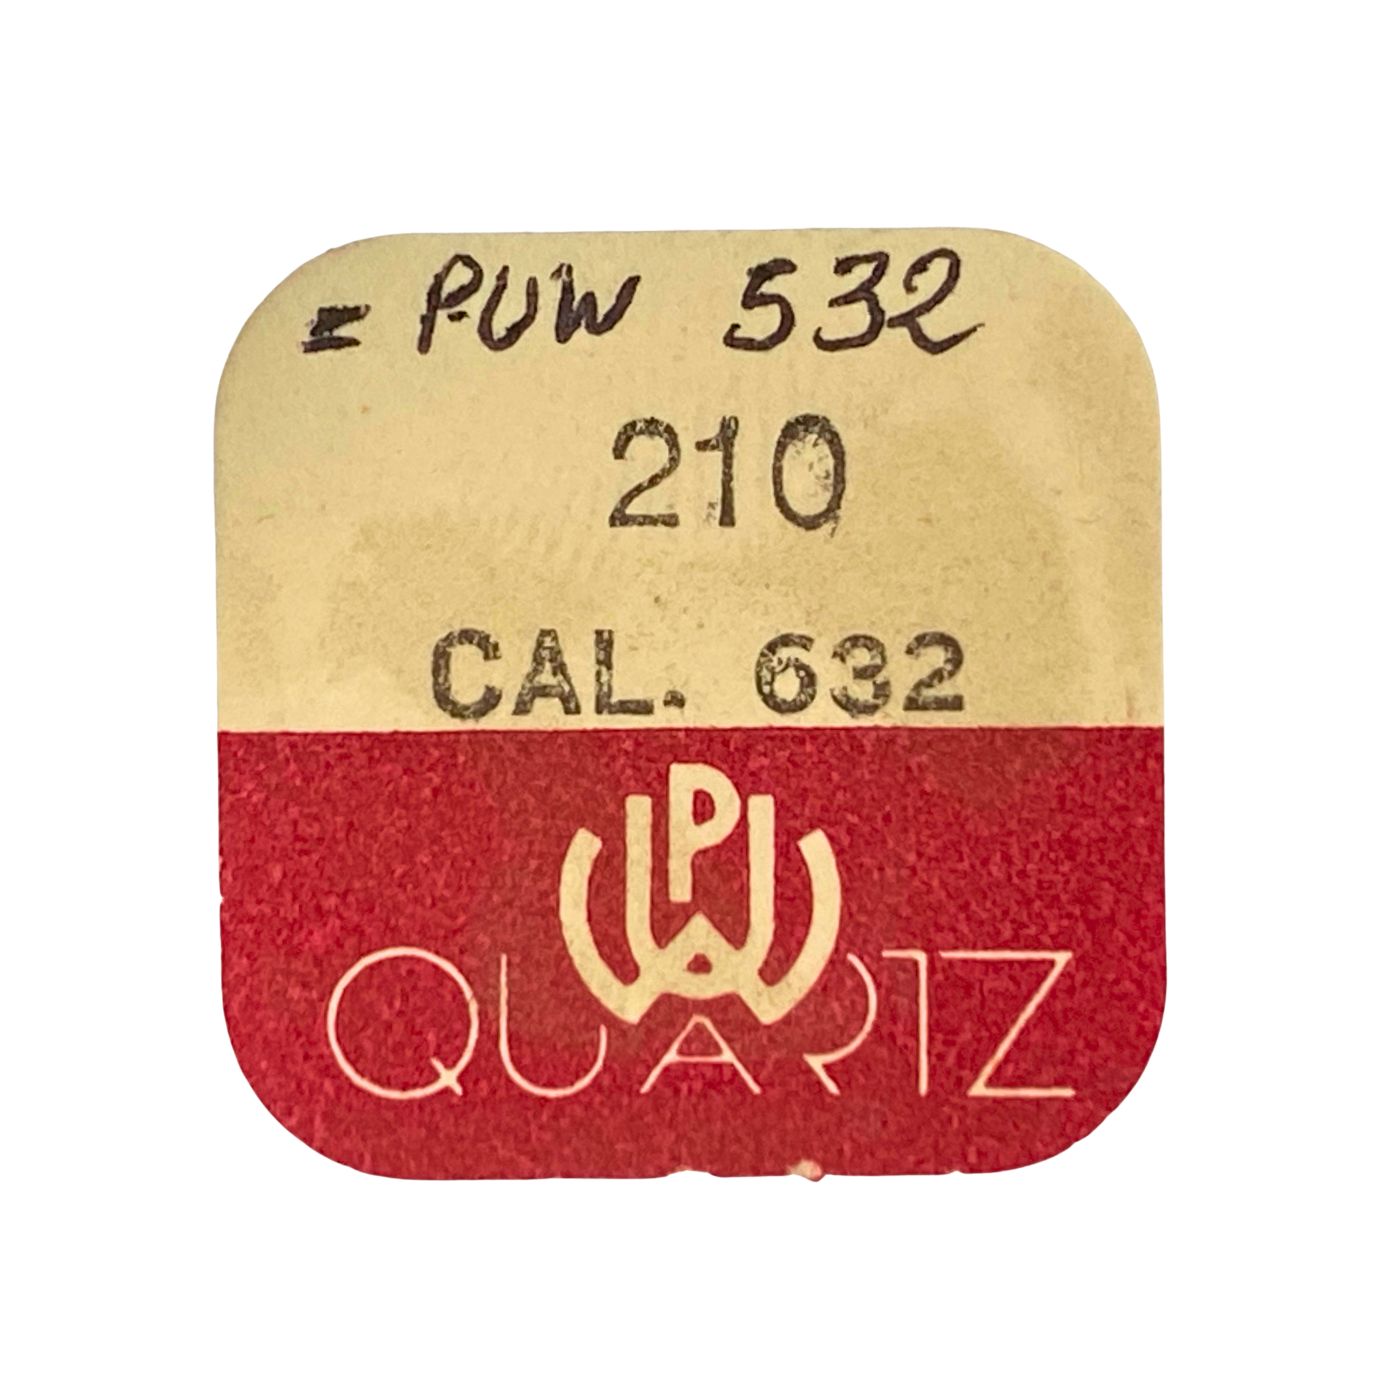 = PUW 532
210
CAL. 632
PUW
QUARTZ